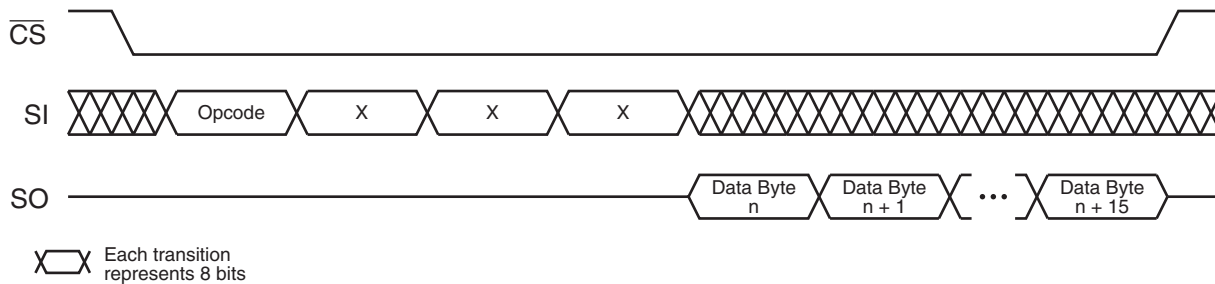 CS
SI
Opcode
X
X
X
SO
Data Byte
n
Data Byte
n + 1
•••
Data Byte
n + 15
Each transition
represents 8 bits